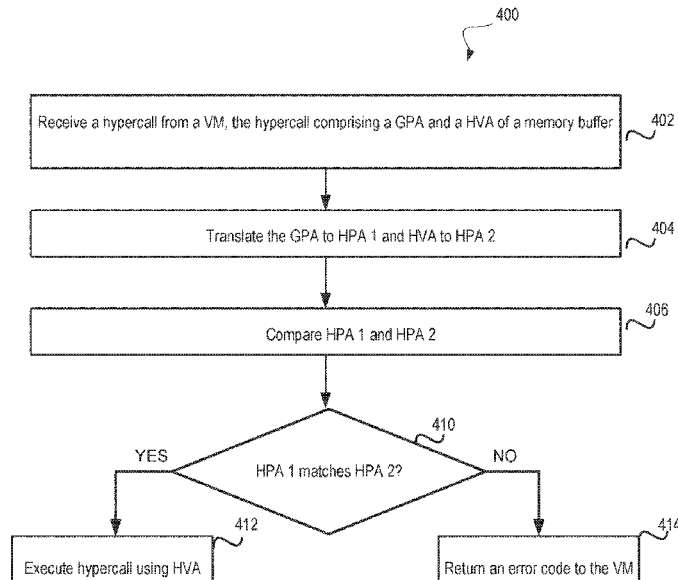 400
Receive a hypercall from a VM, the hypercall comprising a GPA and a HVA of a memory buffer
402
Translate the GPA to HPA 1 and HVA to HPA 2
404
406
Compare HPA 1 and HPA 2
410
YES
HPA 1 matches HPA 2?
NO
412
414
Execute hypercall using HVA
Return an error code to the VM